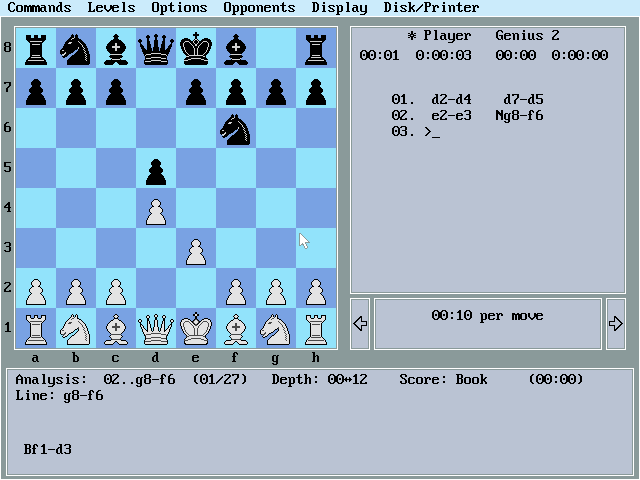 Commands Levels Options Opponents Display Disk/Printer
* Player Genius 2
00:01 0:00:03 00:00 0:00:00
01. d2-d4 d7-d5
02. e2-e3 Ng8-f6
03. >_
8
7
6
5
4
3
2
1
a b c d e f g h
00:10 per move
Analysis: 02..g8-f6 (01/27) Depth: 00↔12 Score: Book (00:00)
Line: g8-f6
Bf1-d3